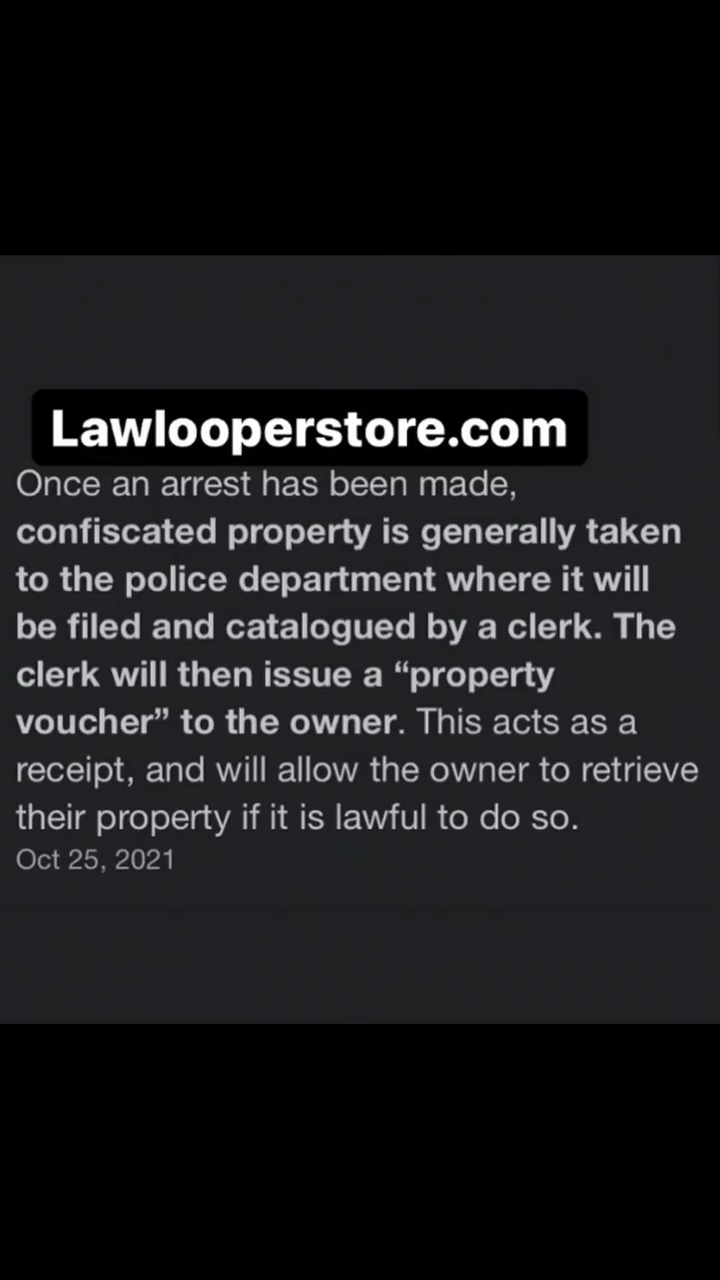 Lawlooperstore.com
Once an arrest has been made,
confiscated property is generally taken
to the police department where it will
be filed and catalogued by a clerk. The
clerk will then issue a “property
voucher” to the owner. This acts as a
receipt, and will allow the owner to retrieve
their property if it is lawful to do so.
Oct 25, 2021